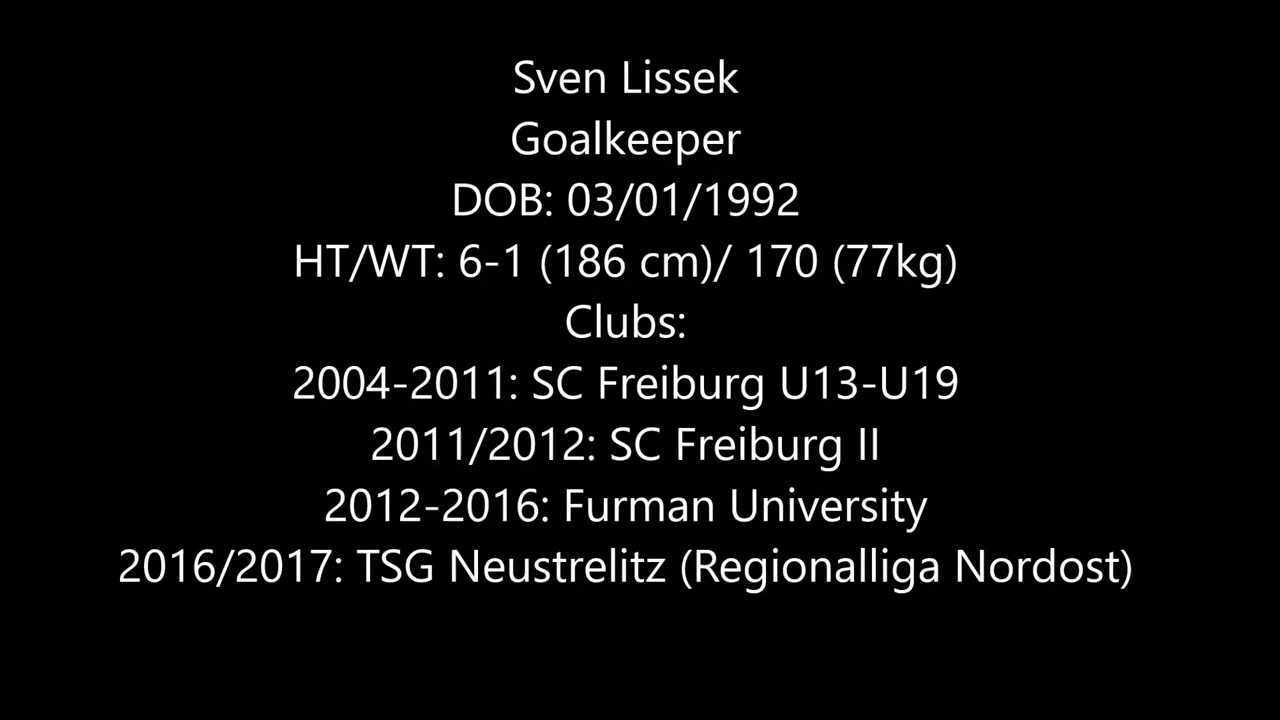 Sven Lissek
Goalkeeper
DOB: 03/01/1992
HT/WT: 6-1 (186 cm)/ 170 (77kg)
Clubs:
2004-2011: SC Freiburg U13-U19
2011/2012: SC Freiburg II
2012-2016: Furman University
2016/2017: TSG Neustrelitz (Regionalliga Nordost)